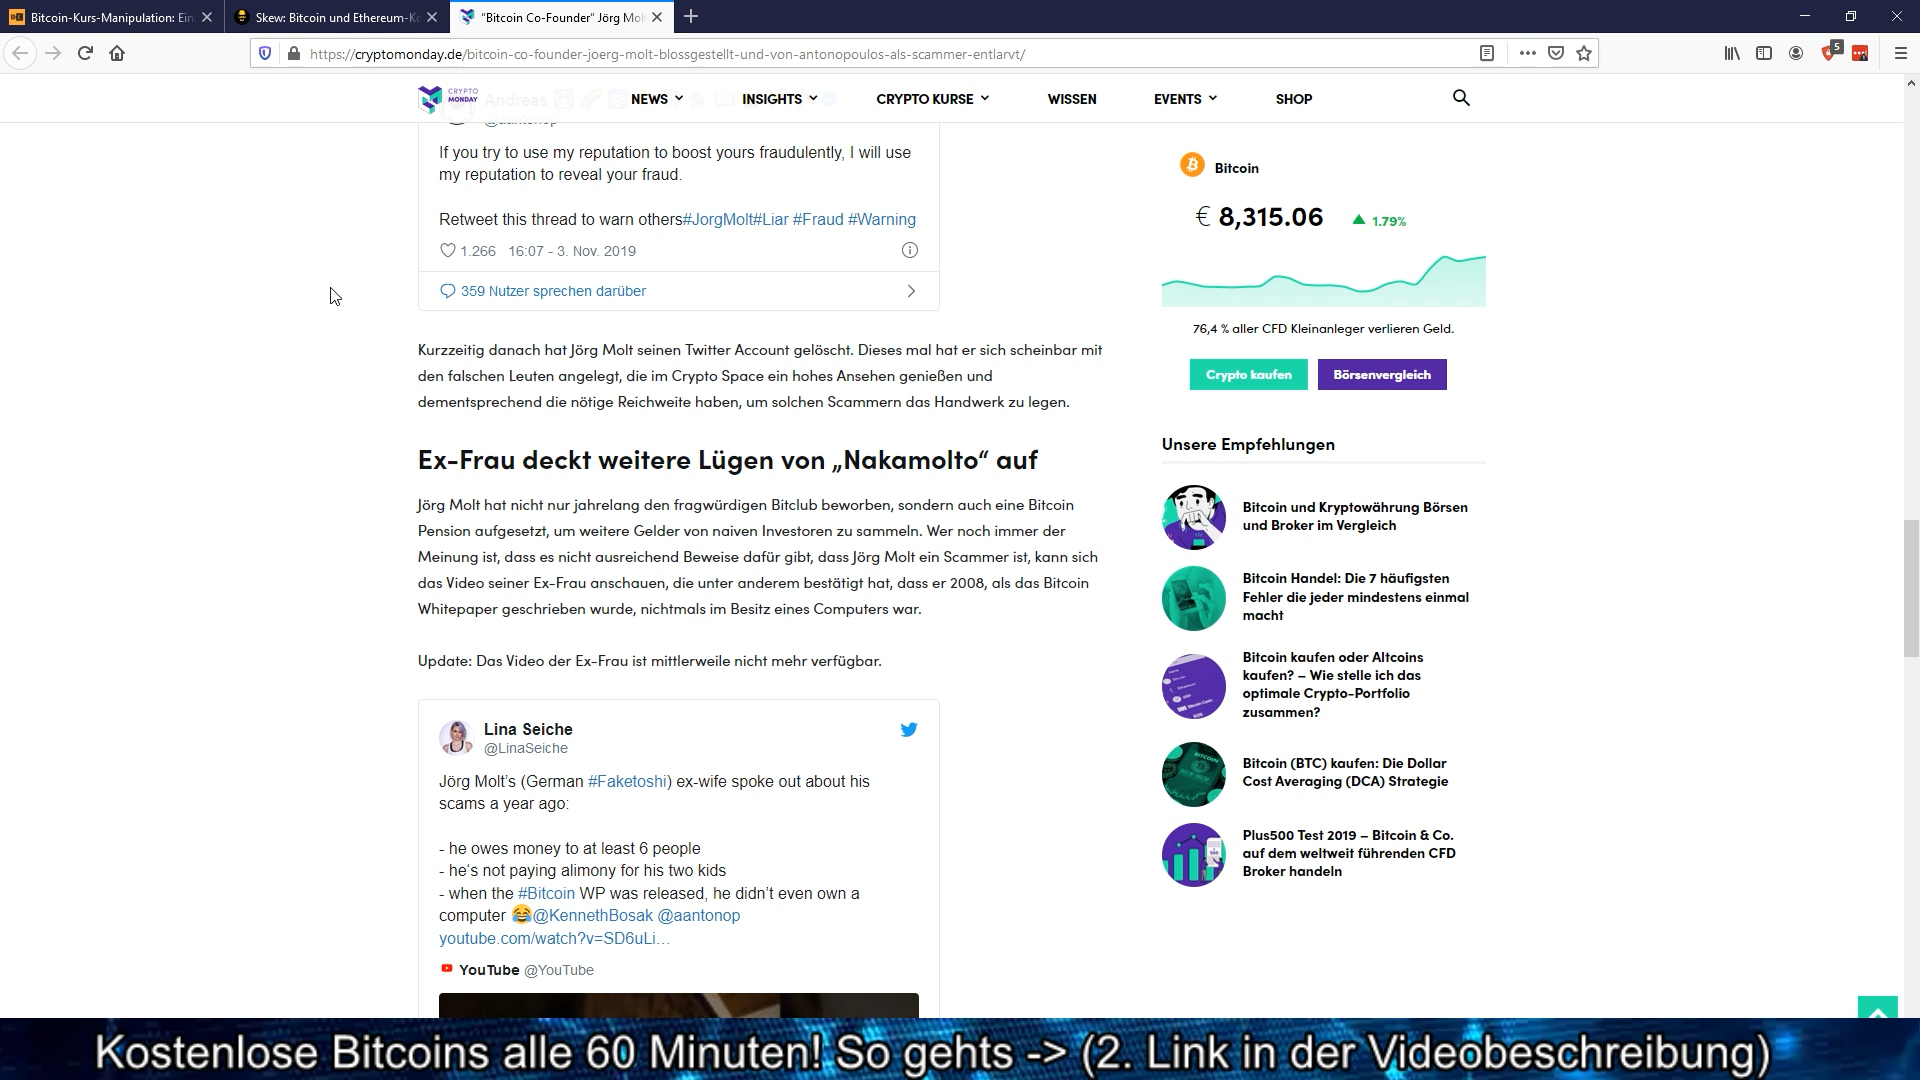 Bitcoin-Kurs-Manipulation: Ein
Skew: Bitcoin und Ethereum-Ko
"Bitcoin Co-Founder" Jörg Mol
https://cryptomonday.de/bitcoin-co-founder-joerg-molt-blossgestellt-und-von-antonopoulos-als-scammer-entlarvt/
5
CRYPTO
MONDAY
Andreas
NEWS
INSIGHTS
CRYPTO KURSE
WISSEN
EVENTS
SHOP
@aantonop
If you try to use my reputation to boost yours fraudulently, I will use
my reputation to reveal your fraud.
Retweet this thread to warn others#JorgMolt#Liar #Fraud #Warning
1.266 16:07 - 3. Nov. 2019
359 Nutzer sprechen darüber
Kurzzeitig danach hat Jörg Molt seinen Twitter Account gelöscht. Dieses mal hat er sich scheinbar mit
den falschen Leuten angelegt, die im Crypto Space ein hohes Ansehen genießen und
dementsprechend die nötige Reichweite haben, um solchen Scammern das Handwerk zu legen.
Ex-Frau deckt weitere Lügen von „Nakamolto“ auf
Jörg Molt hat nicht nur jahrelang den fragwürdigen Bitclub beworben, sondern auch eine Bitcoin
Pension aufgesetzt, um weitere Gelder von naiven Investoren zu sammeln. Wer noch immer der
Meinung ist, dass es nicht ausreichend Beweise dafür gibt, dass Jörg Molt ein Scammer ist, kann sich
das Video seiner Ex-Frau anschauen, die unter anderem bestätigt hat, dass er 2008, als das Bitcoin
Whitepaper geschrieben wurde, nichtmals im Besitz eines Computers war.
Update: Das Video der Ex-Frau ist mittlerweile nicht mehr verfügbar.
Lina Seiche
@LinaSeiche
Jörg Molt’s (German #Faketoshi) ex-wife spoke out about his
scams a year ago:
- he owes money to at least 6 people
- he‘s not paying alimony for his two kids
- when the #Bitcoin WP was released, he didn’t even own a
computer 😂@KennethBosak @aantonop
youtube.com/watch?v=SD6uLi…
YouTube @YouTube
Bitcoin
€ 8,315.06 ▲ 1.79%
76,4 % aller CFD Kleinanleger verlieren Geld.
Crypto kaufen
Börsenvergleich
Unsere Empfehlungen
Bitcoin und Kryptowährung Börsen
und Broker im Vergleich
Bitcoin Handel: Die 7 häufigsten
Fehler die jeder mindestens einmal
macht
Bitcoin kaufen oder Altcoins
kaufen? – Wie stelle ich das
optimale Crypto-Portfolio
zusammen?
Bitcoin (BTC) kaufen: Die Dollar
Cost Averaging (DCA) Strategie
Plus500 Test 2019 – Bitcoin & Co.
auf dem weltweit führenden CFD
Broker handeln
Kostenlose Bitcoins alle 60 Minuten! So gehts -> (2. Link in der Videobeschreibung)